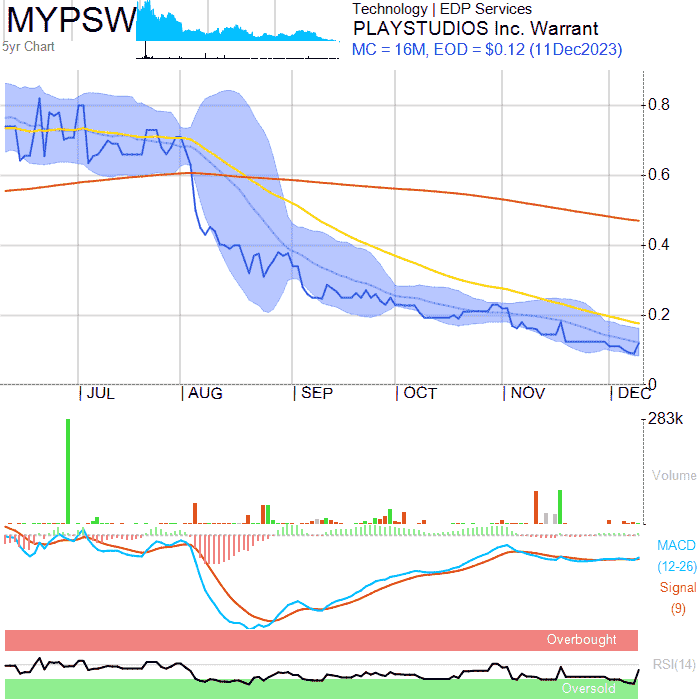 MYPSW
5yr Chart
Technology | EDP Services
PLAYSTUDIOS Inc. Warrant
MC = 16M, EOD = $0.12 (11Dec2023)
0.8
0.6
0.4
0.2
0
| JUL | AUG | SEP | OCT | NOV | DEC
283k
Volume
MACD
(12-26)
Signal
(9)
Overbought
RSI(14)
Oversold